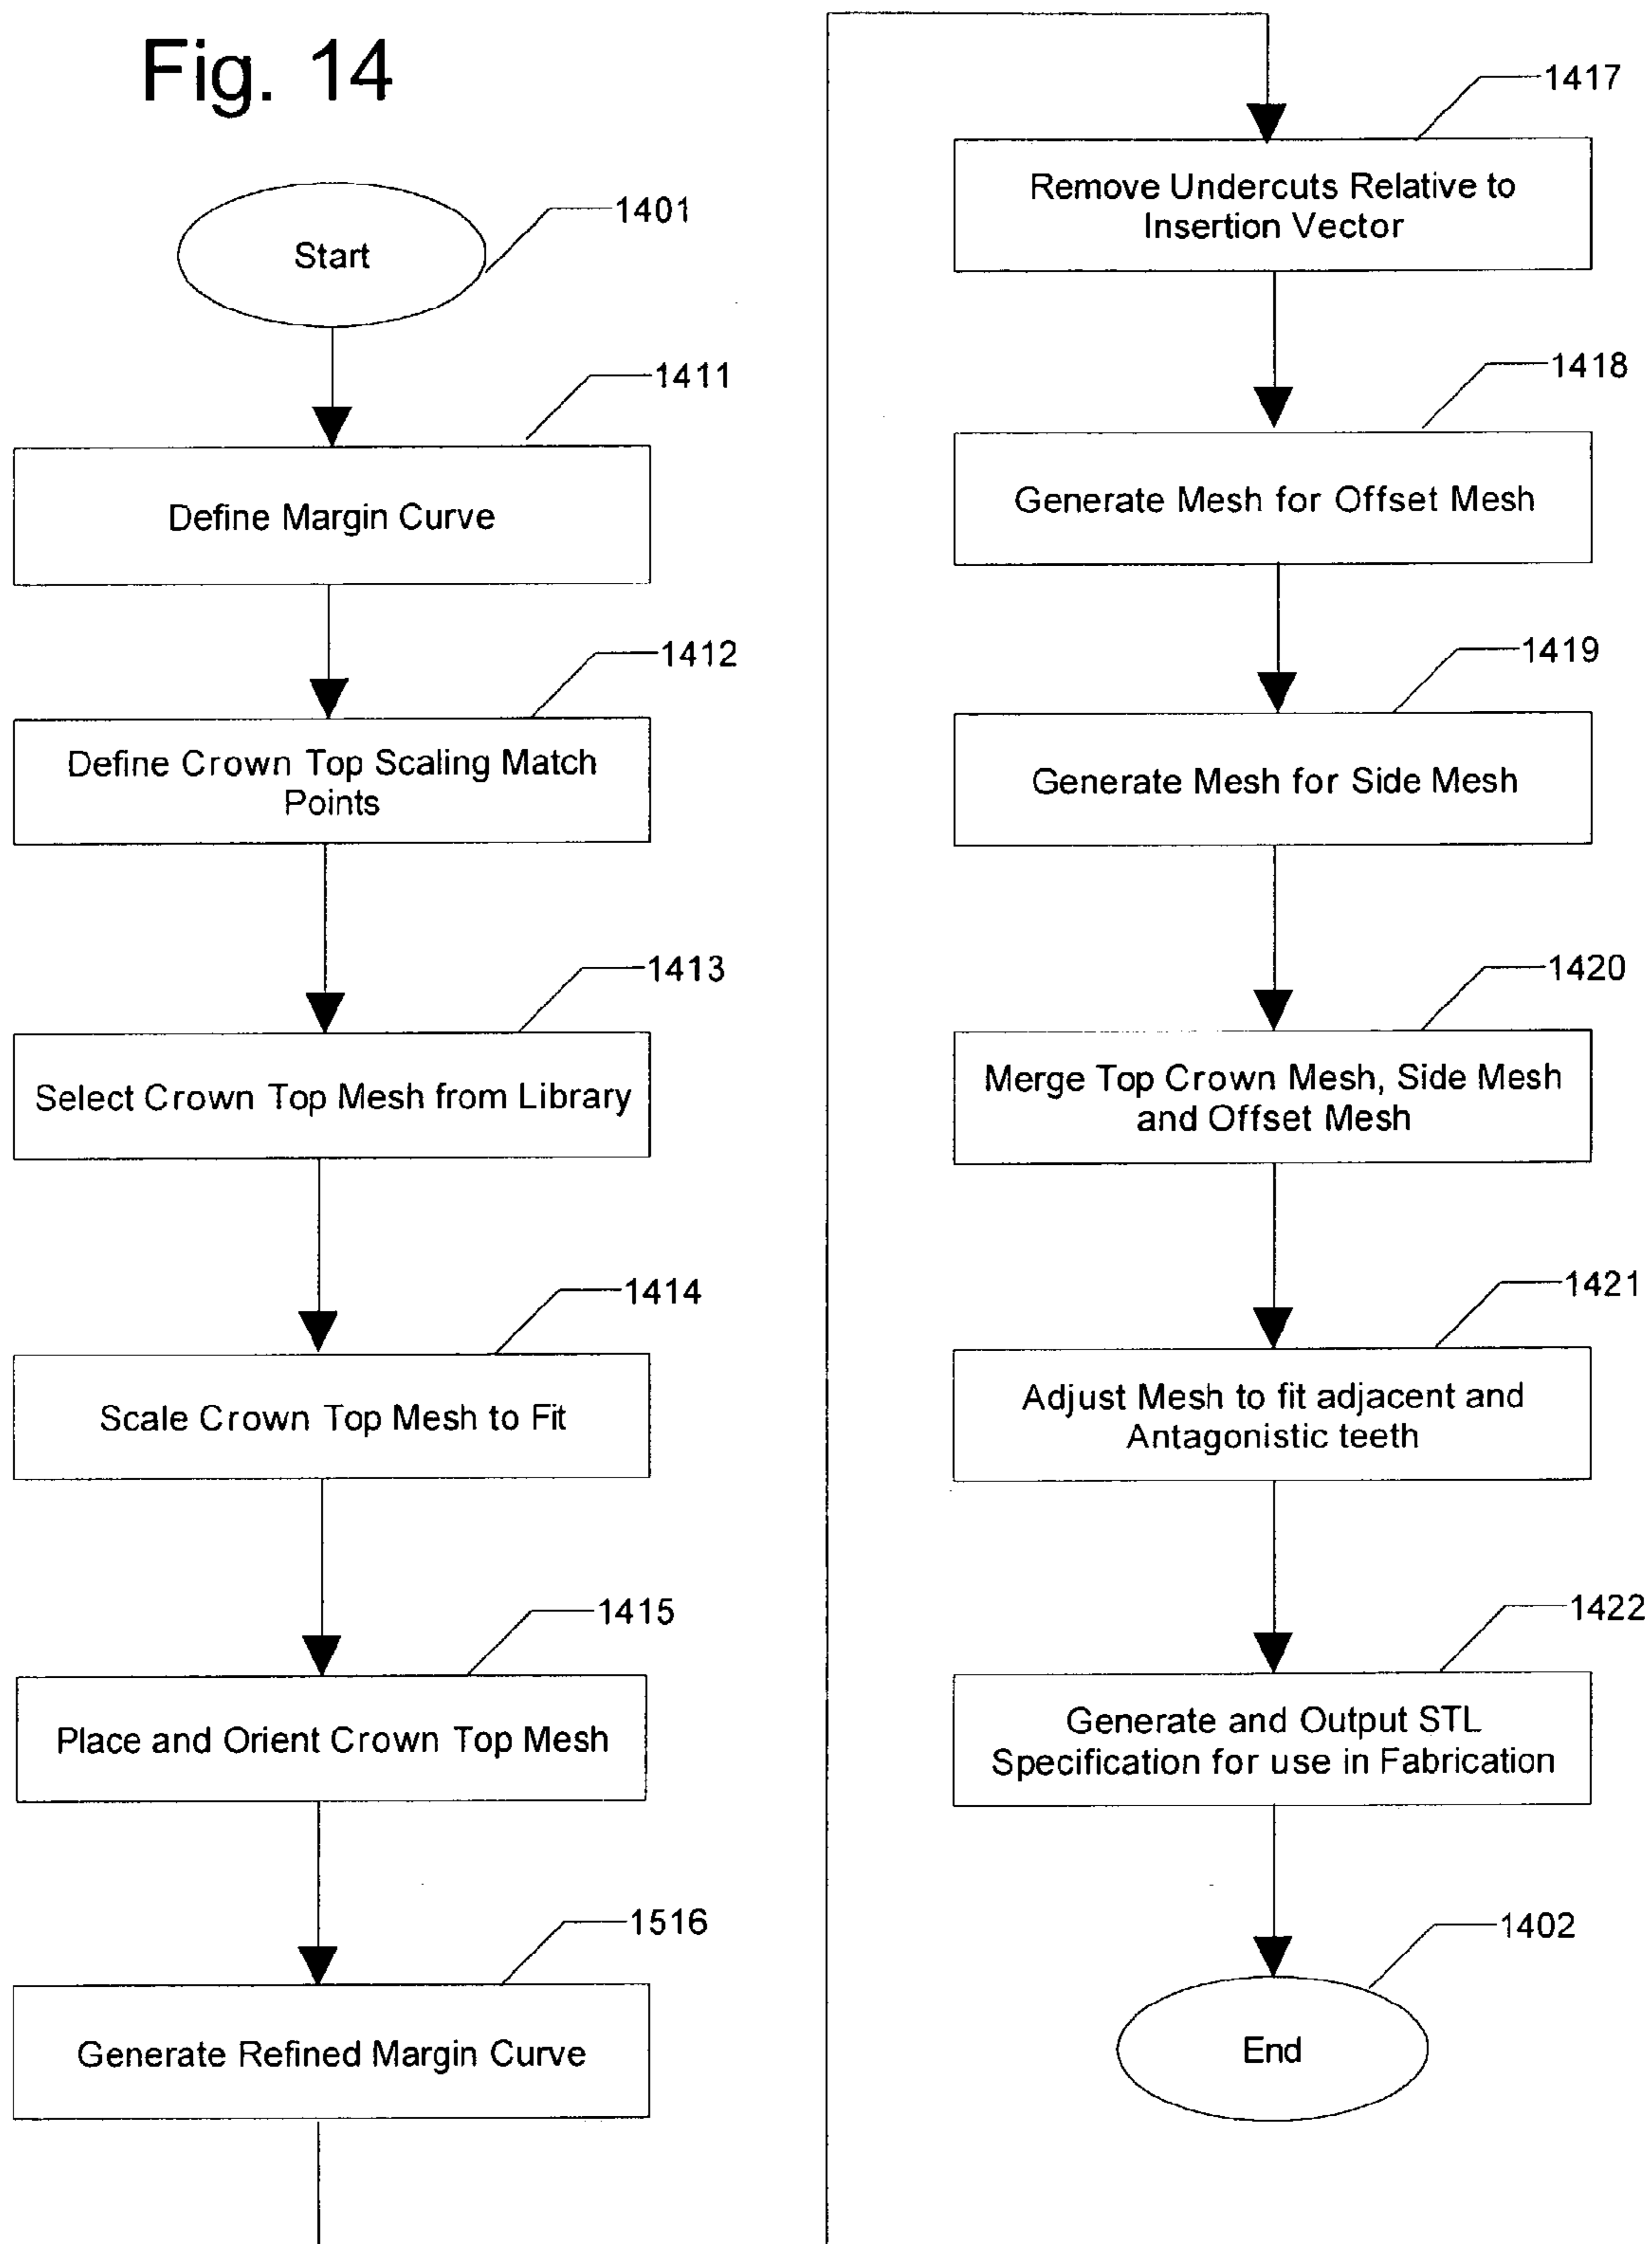 Fig. 14
1401
Start
1411
Define Margin Curve
1412
Define Crown Top Scaling Match
Points
1413
Select Crown Top Mesh from Library
1414
Scale Crown Top Mesh to Fit
1415
Place and Orient Crown Top Mesh
1516
Generate Refined Margin Curve
1417
Remove Undercuts Relative to
Insertion Vector
1418
Generate Mesh for Offset Mesh
1419
Generate Mesh for Side Mesh
1420
Merge Top Crown Mesh, Side Mesh
and Offset Mesh
1421
Adjust Mesh to fit adjacent and
Antagonistic teeth
1422
Generate and Output STL
Specification for use in Fabrication
1402
End